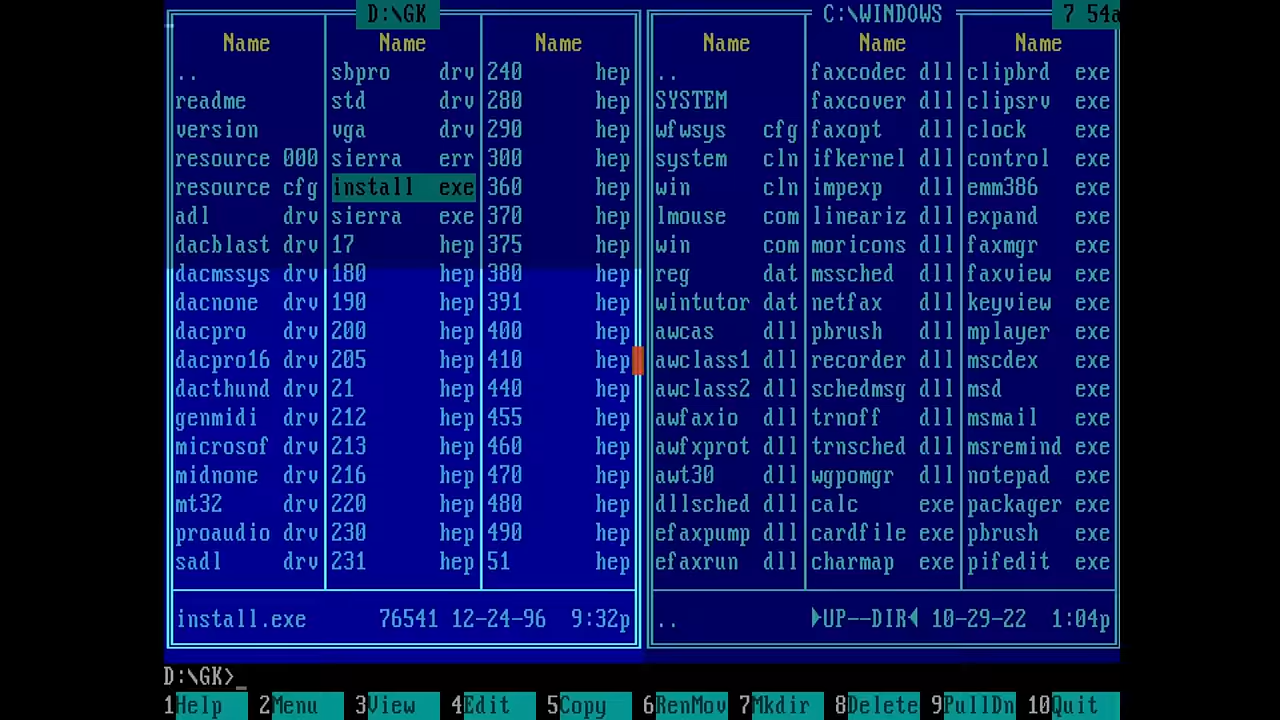 D:\GK C:\WINDOWS 7 54a
Name Name Name Name Name Name
.. sbpro drv 240 hep .. faxcodec dll clipbrd exe
readme std drv 280 hep SYSTEM faxcover dll clipsrv exe
version vga drv 290 hep wfwsys cfg faxopt dll clock exe
resource 000 sierra err 300 hep system cln ifkernel dll control exe
resource cfg install exe 360 hep win cln impexp dll emm386 exe
adl drv sierra exe 370 hep lmouse com lineariz dll expand exe
dacblast drv 17 hep 375 hep win com moricons dll faxmgr exe
dacmssys drv 180 hep 380 hep reg dat mssched dll faxview exe
dacnone drv 190 hep 391 hep wintutor dat netfax dll keyview exe
dacpro drv 200 hep 400 hep awcas dll pbrush dll mplayer exe
dacpro16 drv 205 hep 410 hep awclass1 dll recorder dll mscdex exe
dacthund drv 21 hep 440 hep awclass2 dll schedmsg dll msd exe
genmidi drv 212 hep 455 hep awfaxio dll trnoff dll msmail exe
microsof drv 213 hep 460 hep awfxprot dll trnsched dll msremind exe
midnone drv 216 hep 470 hep awt30 dll wgpomgr dll notepad exe
mt32 drv 220 hep 480 hep dllsched dll calc exe packager exe
proaudio drv 230 hep 490 hep efaxpump dll cardfile exe pbrush exe
sadl drv 231 hep 51 hep efaxrun dll charmap exe pifedit exe
install.exe 76541 12-24-96 9:32p .. ►UP--DIR◄ 10-29-22 1:04p
D:\GK>_
1Help 2Menu 3View 4Edit 5Copy 6RenMov 7Mkdir 8Delete 9PullDn 10Quit